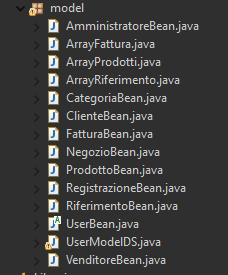 model
AmministratoreBean.java
ArrayFattura.java
ArrayProdotti.java
ArrayRiferimento.java
CategoriaBean.java
ClienteBean.java
FatturaBean.java
NegozioBean.java
ProdottoBean.java
RegistrazioneBean.java
RiferimentoBean.java
UserBean.java
UserModelDS.java
VenditoreBean.java